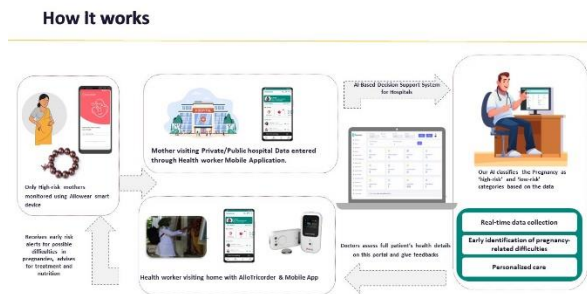 How It works
AI-Based Decision Support System
for Hospitals
Mother visiting Private/Public hospital Data entered
through Health worker Mobile Application.
Only High-risk mothers
monitored using Allowear smart
device
Our AI classifies the Pregnancy as
'high-risk' and 'low-risk'
categories based on the data
Real-time data collection
Early identification of pregnancy-
related difficulties
Personalized care
Receives early risk
alerts for possible
difficulties in
pregnancies, advises
for treatment and
nutrition
Health worker visiting home with AlloTricorder & Mobile App
Doctors assess full patient's health details
on this portal and give feedbacks